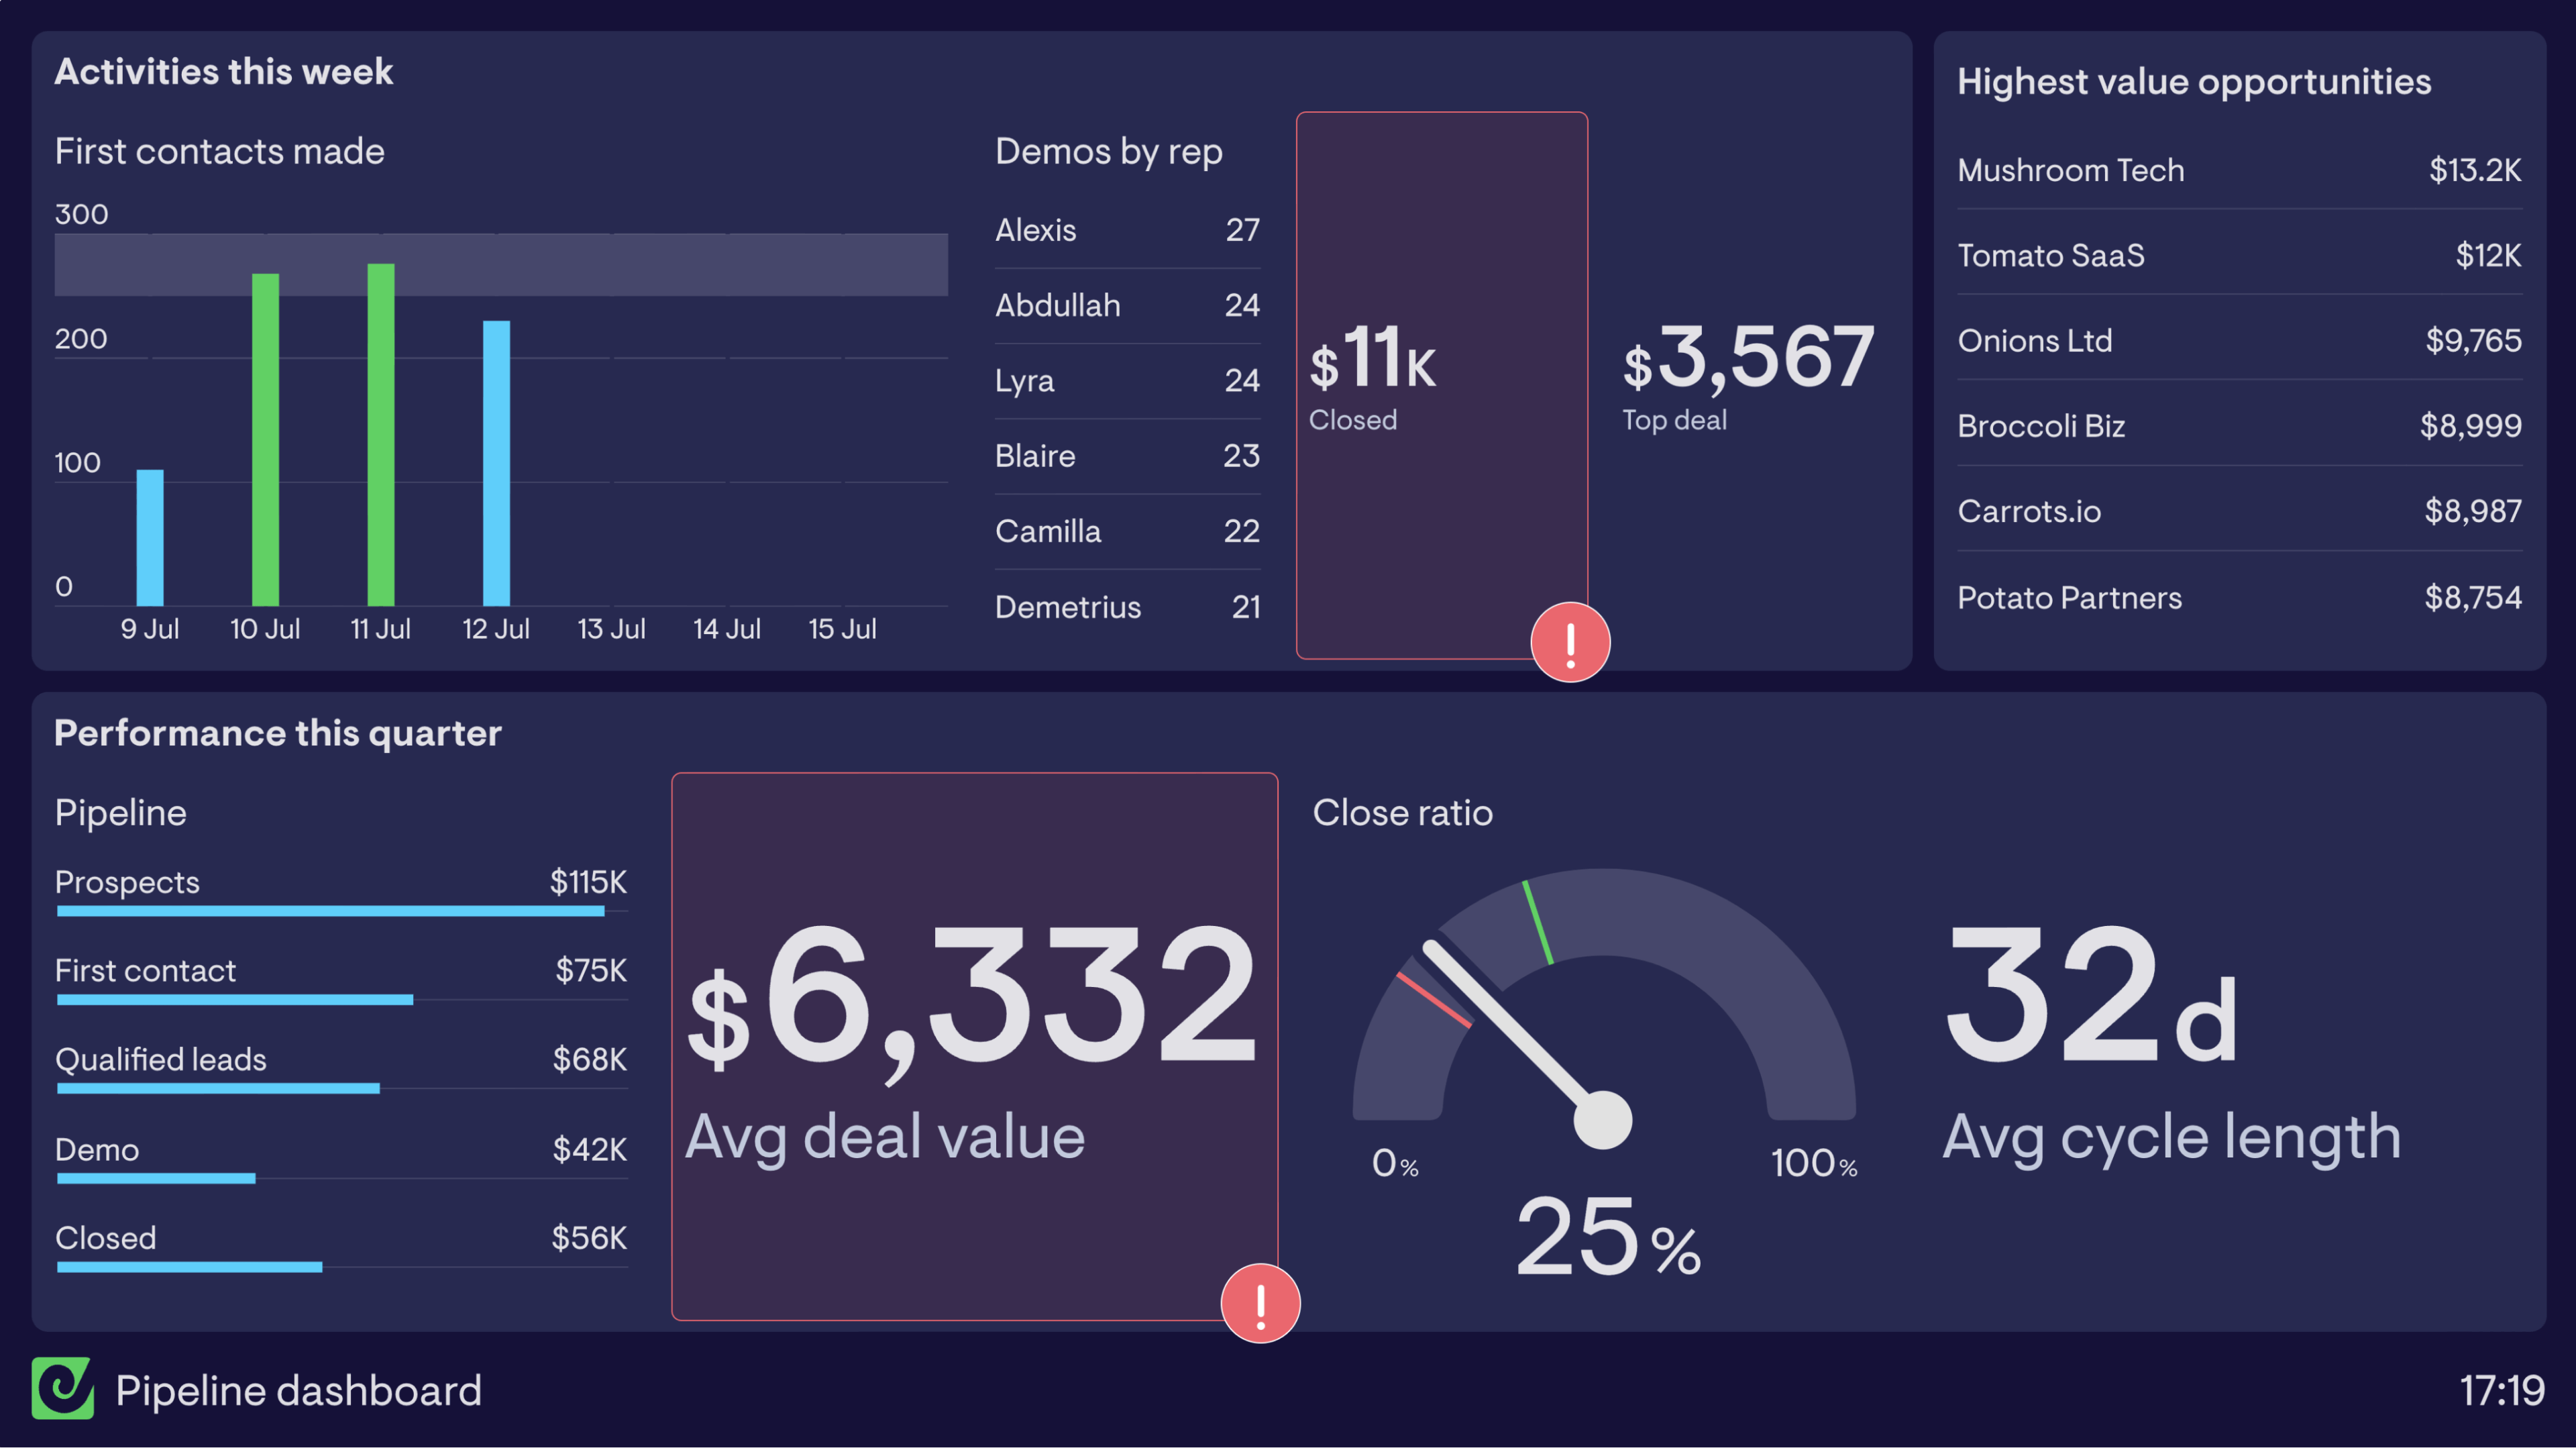 Activities this week
First contacts made
300
200
100
0
9 Jul 10 Jul 11 Jul 12 Jul 13 Jul 14 Jul 15 Jul
Demos by rep
Alexis 27
Abdullah 24
Lyra 24
Blaire 23
Camilla 22
Demetrius 21
$11K
Closed
!
$3,567
Top deal
Highest value opportunities
Mushroom Tech $13.2K
Tomato SaaS $12K
Onions Ltd $9,765
Broccoli Biz $8,999
Carrots.io $8,987
Potato Partners $8,754
Performance this quarter
Pipeline
Prospects $115K
First contact $75K
Qualified leads $68K
Demo $42K
Closed $56K
$6,332
Avg deal value
!
Close ratio
0% 100%
25%
32d
Avg cycle length
Pipeline dashboard
17:19